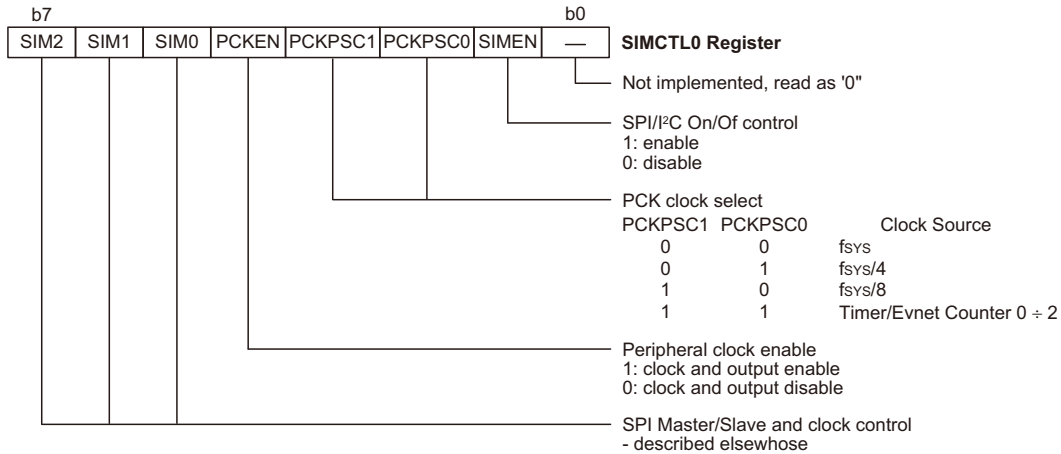 b7 b0
SIM2 SIM1 SIM0 PCKEN PCKPSC1 PCKPSC0 SIMEN — SIMCTL0 Register
Not implemented, read as '0"
SPI/I²C On/Of control
1: enable
0: disable
PCK clock select
PCKPSC1 PCKPSC0 Clock Source
0 0 fSYS
0 1 fSYS/4
1 0 fSYS/8
1 1 Timer/Evnet Counter 0 ÷ 2
Peripheral clock enable
1: clock and output enable
0: clock and output disable
SPI Master/Slave and clock control
- described elsewhose